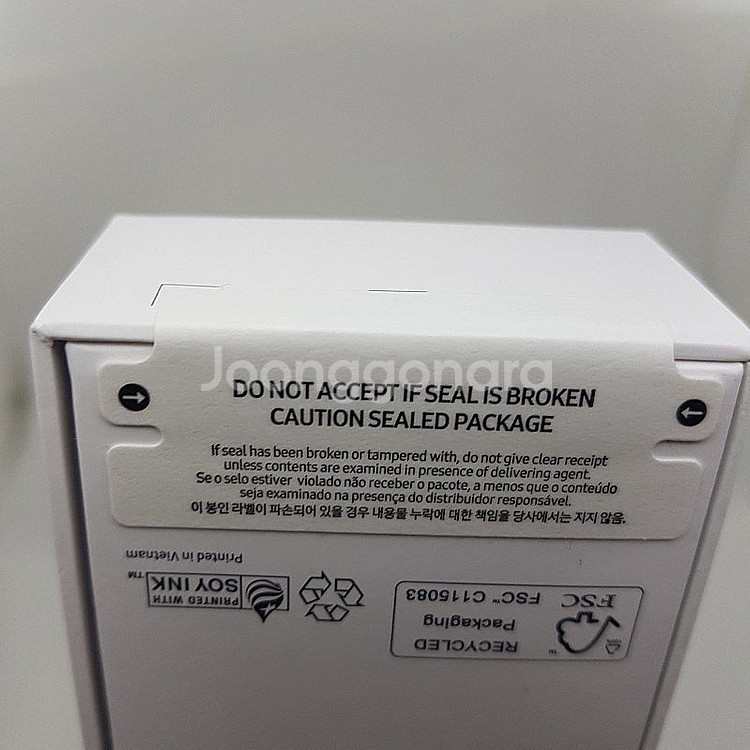 Joonggonara
DO NOT ACCEPT IF SEAL IS BROKEN
CAUTION SEALED PACKAGE
If seal has been broken or tampered with, do not give clear receipt
unless contents are examined in presence of delivering agent.
Se o selo estiver violado não receber o pacote, a menos que o conteúdo
seja examinado na presença do distribuidor responsável.
이 봉인 라벨이 파손되어 있을 경우 내용물 누락에 대한 책임을 당사에서는 지지 않음.
Printed in Vietnam
PRINTED WITH
SOY INK™
RECYCLED
Packaging
FSC™ C115083
FSC